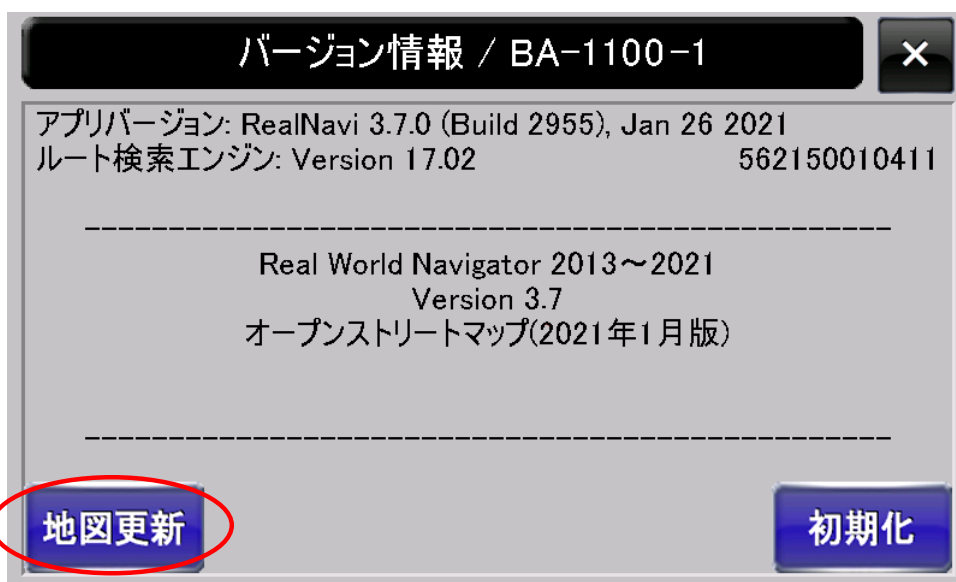 バージョン情報 / BA-1100-1
×
アプリバージョン: RealNavi 3.7.0 (Build 2955), Jan 26 2021
ルート検索エンジン: Version 17.02 562150010411
Real World Navigator 2013～2021
Version 3.7
オープンストリートマップ(2021年1月版)
地図更新 初期化